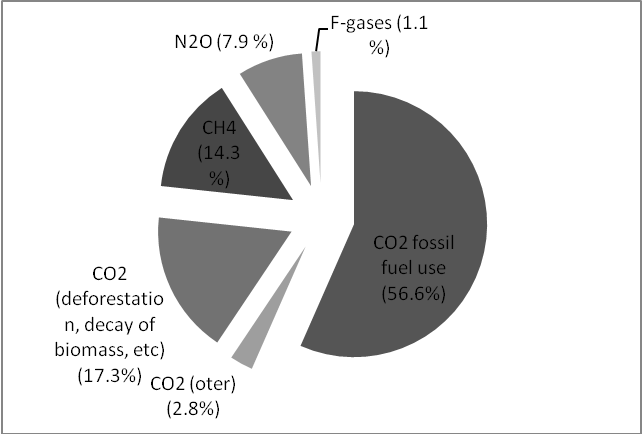 F-gases (1.1
%)
N2O (7.9 %)
CH4
(14.3
%)
CO2 fossil
fuel use
(56.6%)
CO2
(deforestatio
n, decay of
biomass, etc)
(17.3%)
CO2 (oter)
(2.8%)